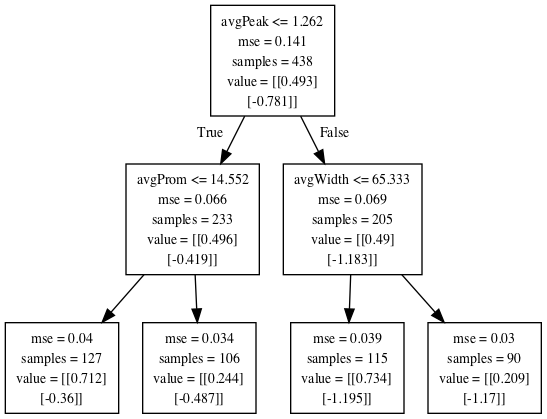 avgPeak <= 1.262
mse = 0.141
samples = 438
value = [[0.493]
[-0.781]]
True
False
avgProm <= 14.552
mse = 0.066
samples = 233
value = [[0.496]
[-0.419]]
avgWidth <= 65.333
mse = 0.069
samples = 205
value = [[0.49]
[-1.183]]
mse = 0.04
samples = 127
value = [[0.712]
[-0.36]]
mse = 0.034
samples = 106
value = [[0.244]
[-0.487]]
mse = 0.039
samples = 115
value = [[0.734]
[-1.195]]
mse = 0.03
samples = 90
value = [[0.209]
[-1.17]]